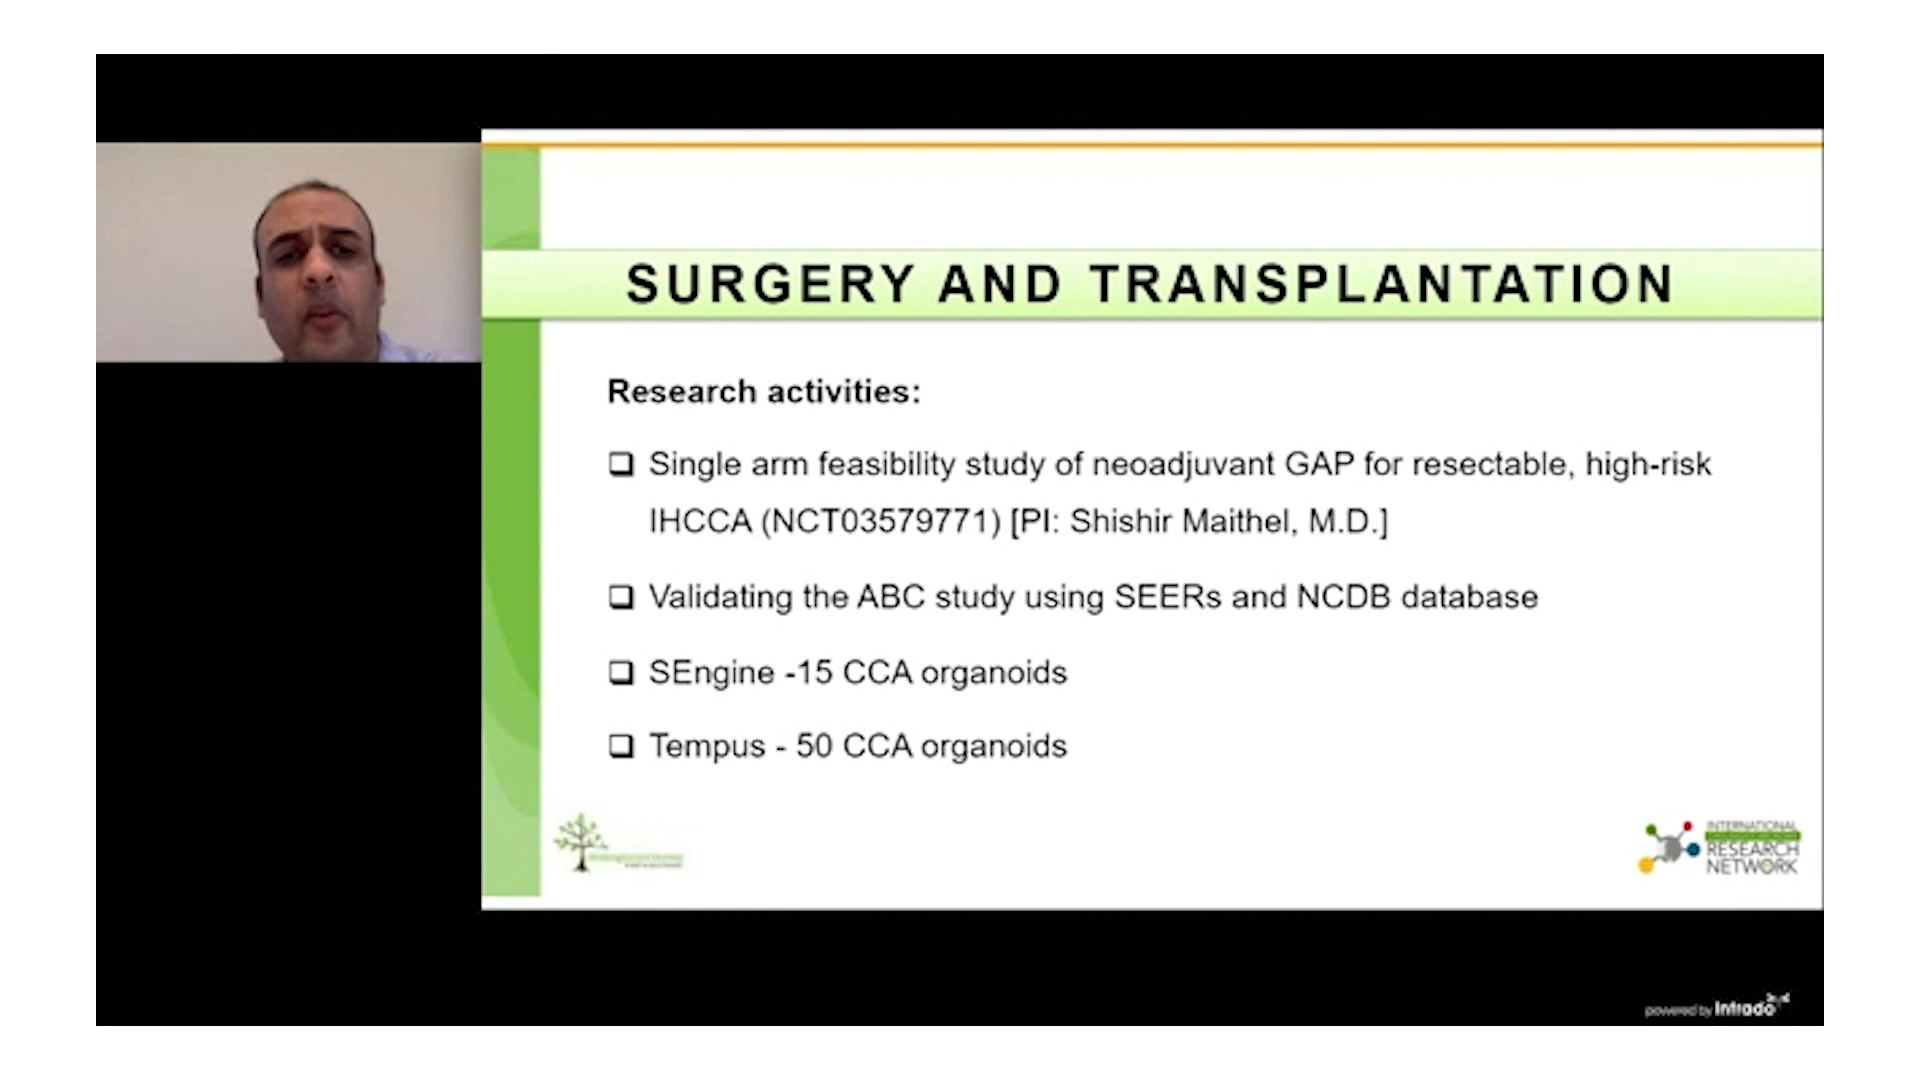 SURGERY AND TRANSPLANTATION
Research activities:
Single arm feasibility study of neoadjuvant GAP for resectable, high-risk
IHCCA (NCT03579771) [PI: Shishir Maithel, M.D.]
Validating the ABC study using SEERs and NCDB database
SEngine -15 CCA organoids
Tempus - 50 CCA organoids
INTERNATIONAL
RESEARCH
NETWORK
powered by intrado